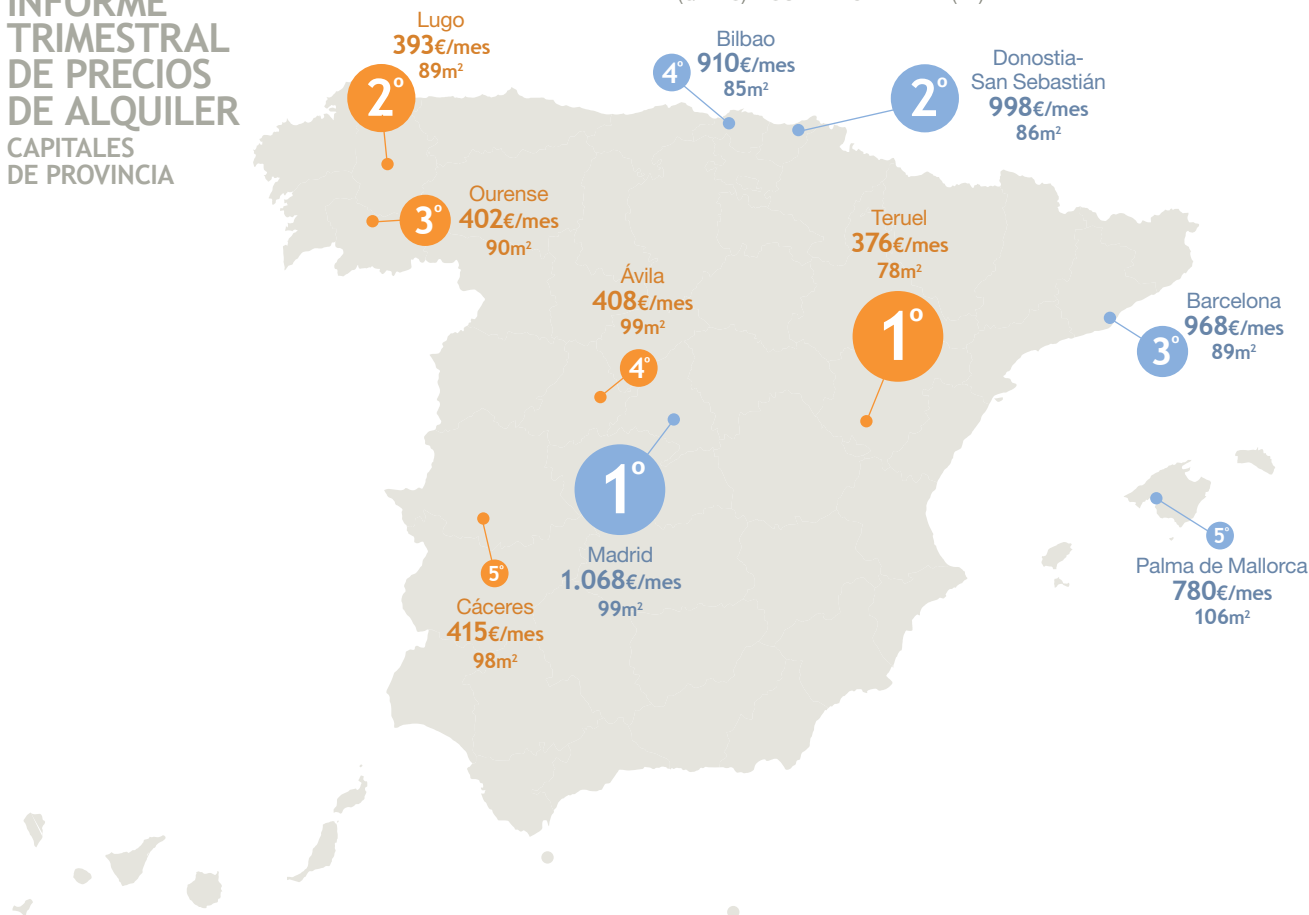 INFORME
TRIMESTRAL
DE PRECIOS
DE ALQUILER
CAPITALES
DE PROVINCIA
Lugo
393€/mes
89m²
2º
Bilbao
4º
910€/mes
85m²
Donostia-
San Sebastián
998€/mes
86m²
2º
Ourense
3º
402€/mes
90m²
Teruel
376€/mes
78m²
1º
Ávila
408€/mes
99m²
4º
Barcelona
968€/mes
89m²
3º
1º
Madrid
1.068€/mes
99m²
5º
Cáceres
415€/mes
98m²
5º
Palma de Mallorca
780€/mes
106m²